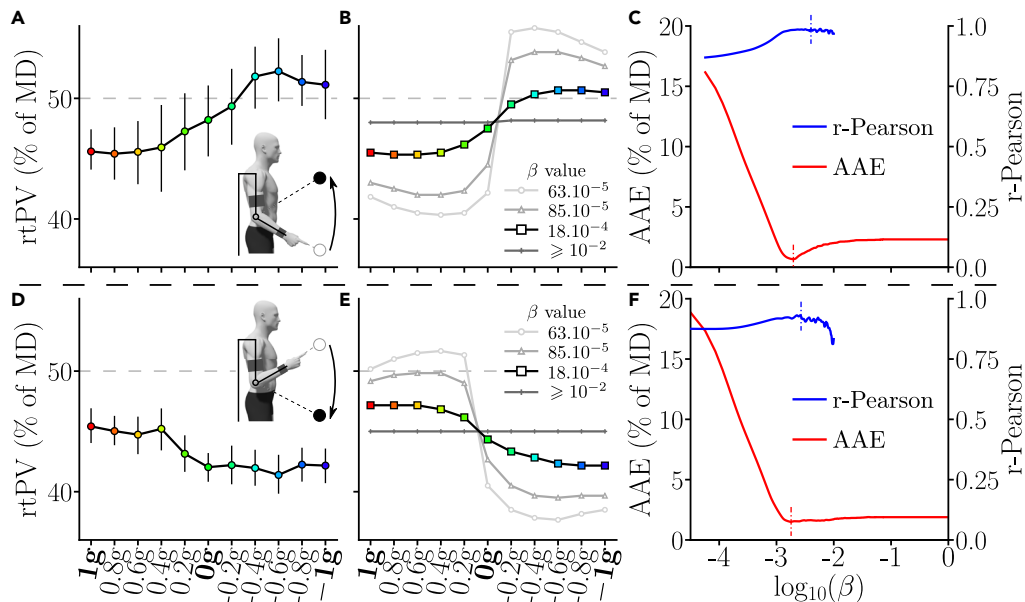 A
rtPV (% of MD)
50
40
B
β value
63.10⁻⁵
85.10⁻⁵
18.10⁻⁴
⩾ 10⁻²
C
AAE (% of MD)
20
15
10
5
0
r-Pearson
AAE
1.0
0.75
0.5
0.25
0.0
r-Pearson
D
rtPV (% of MD)
50
40
1g
0.8g
0.6g
0.4g
0.2g
0g
-0.2g
-0.4g
-0.6g
-0.8g
−1g
E
β value
63.10⁻⁵
85.10⁻⁵
18.10⁻⁴
⩾ 10⁻²
1g
0.8g
0.6g
0.4g
0.2g
0g
-0.2g
-0.4g
-0.6g
-0.8g
−1g
F
AAE (% of MD)
20
15
10
5
0
r-Pearson
AAE
1.0
0.75
0.5
0.25
0.0
r-Pearson
-4 -3 -2 -1 0
log₁₀(β)